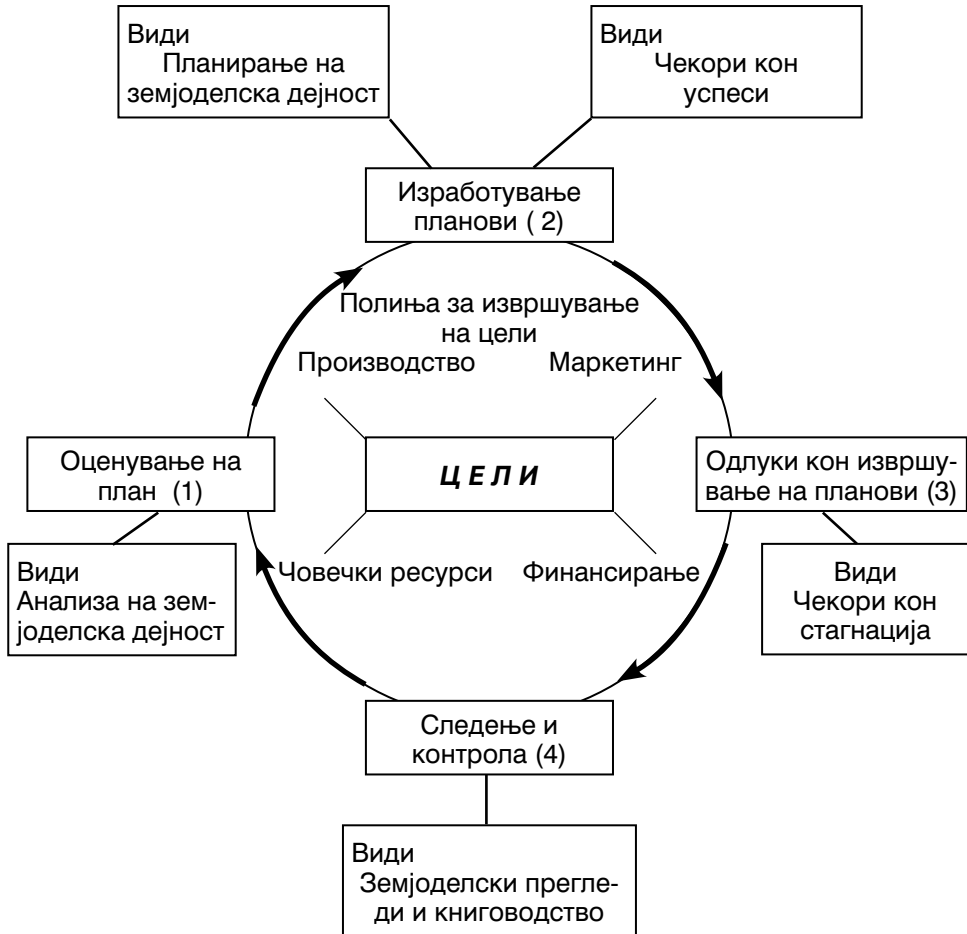 Види
Планирање на
земјоделска дејност
Види
Чекори кон
успеси
Изработување
планови ( 2)
Полиња за извршување
на цели
Производство
Маркетинг
Оценување на
план (1)
Ц Е Л И
Одлуки кон извршу-
вање на планови (3)
Види
Анализа на зем-
јоделска дејност
Човечки ресурси
Финансирање
Види
Чекори кон
стагнација
Следење и
контрола (4)
Види
Земјоделски прегле-
ди и книговодство